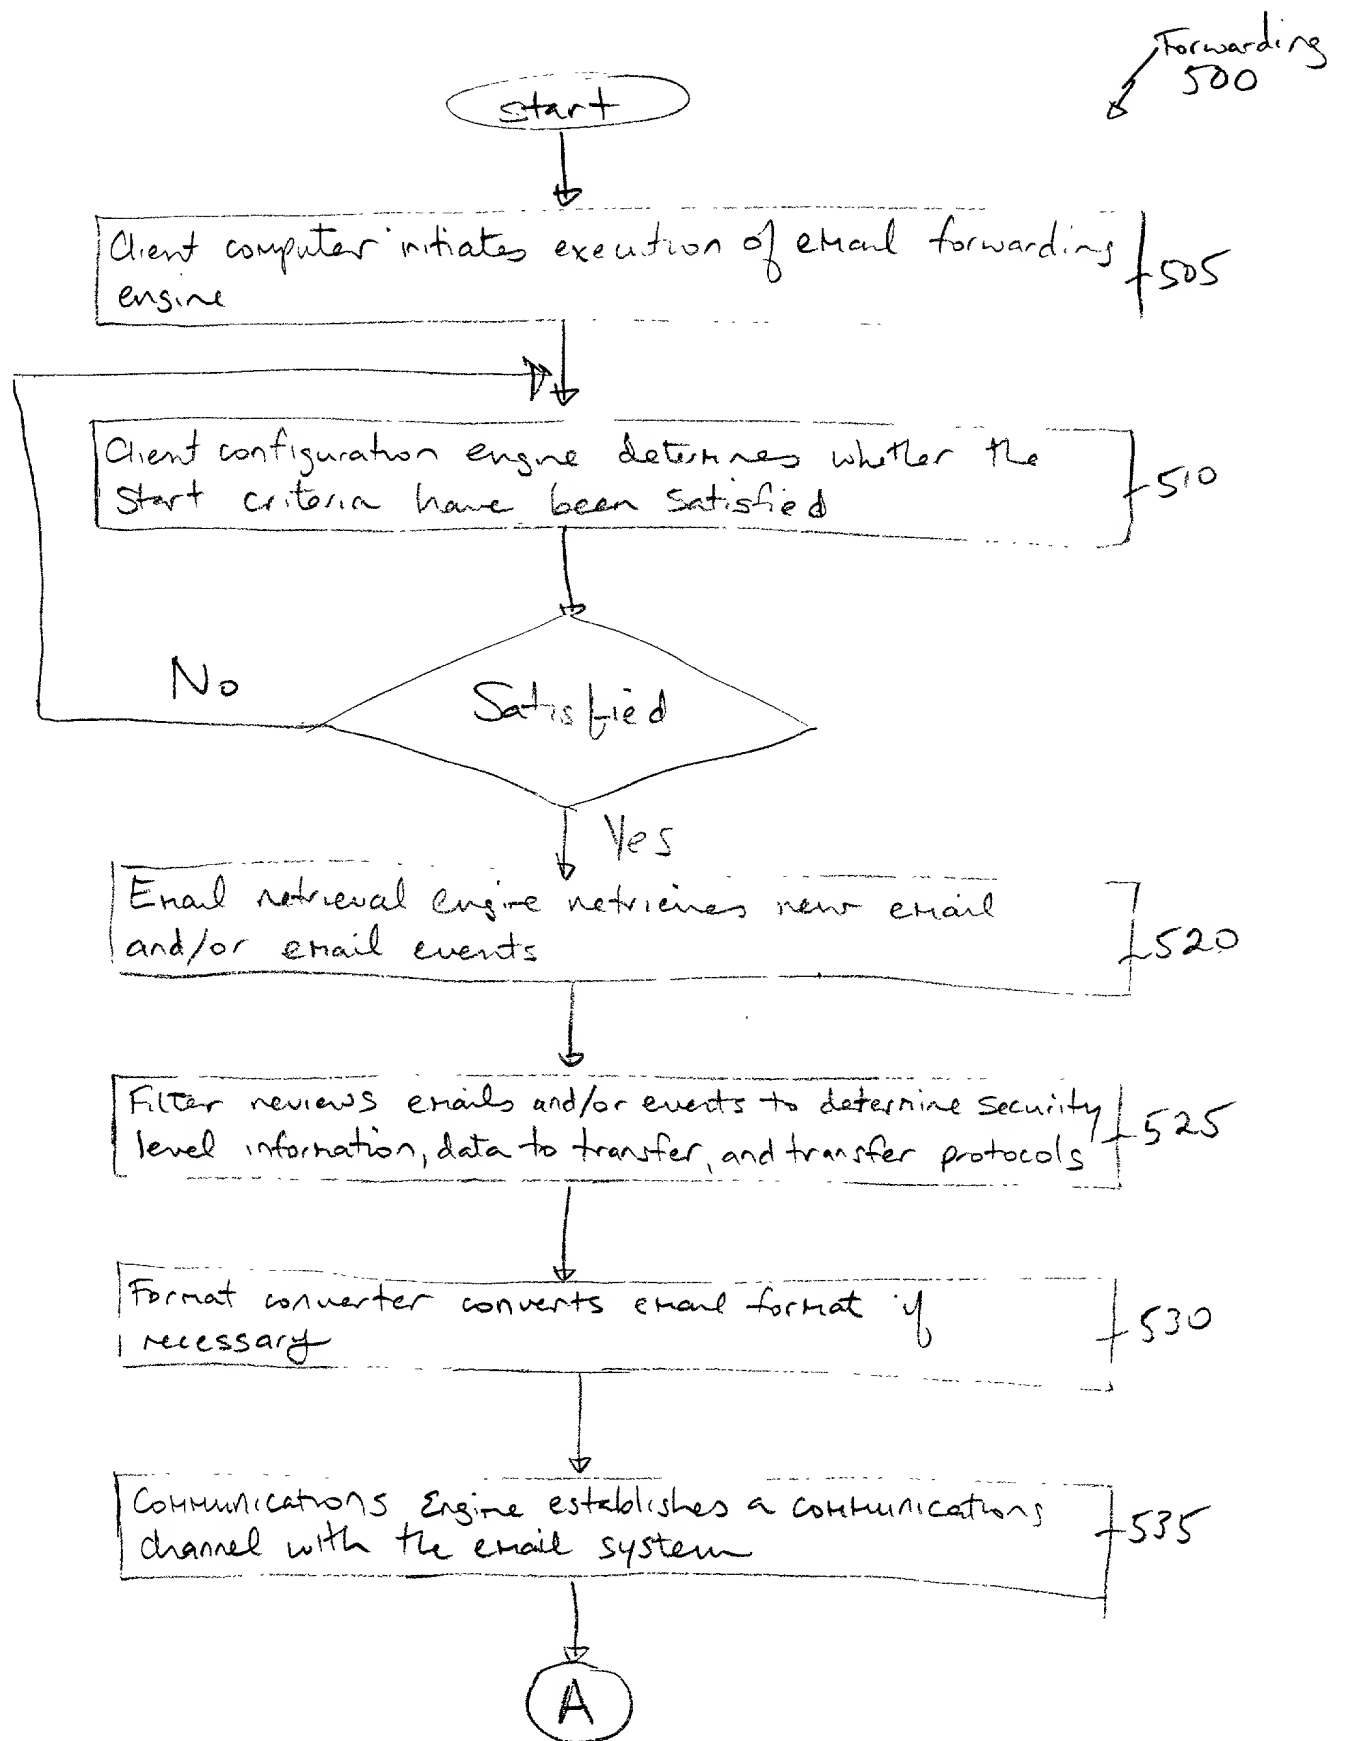 Forwarding
500
start
Client computer initiates execution of email forwarding
engine
505
Client configuration engine determines whether the
start criteria have been satisfied
510
No
Satisfied
Yes
Email retrieval engine retrieves new email
and/or email events
520
Filter reviews emails and/or events to determine security
level information, data to transfer, and transfer protocols
525
Format converter converts email format if
necessary
530
Communications Engine establishes a communications
channel with the email system
535
A